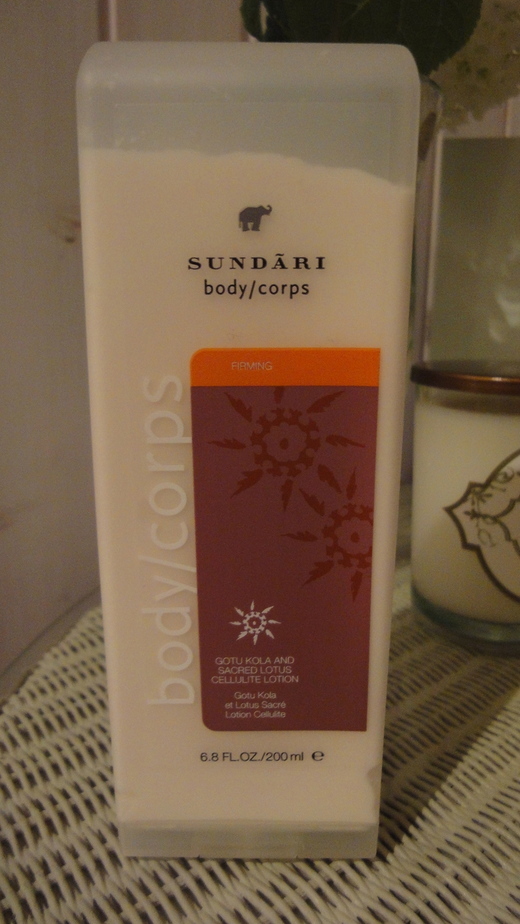 SUNDÃRI
body/corps
FIRMING
body/corps
GOTU KOLA AND
SACRED LOTUS
CELLULITE LOTION
Gotu Kola
et Lotus Sacré
Lotion Cellulite
6.8 FL.OZ./200 ml ℮